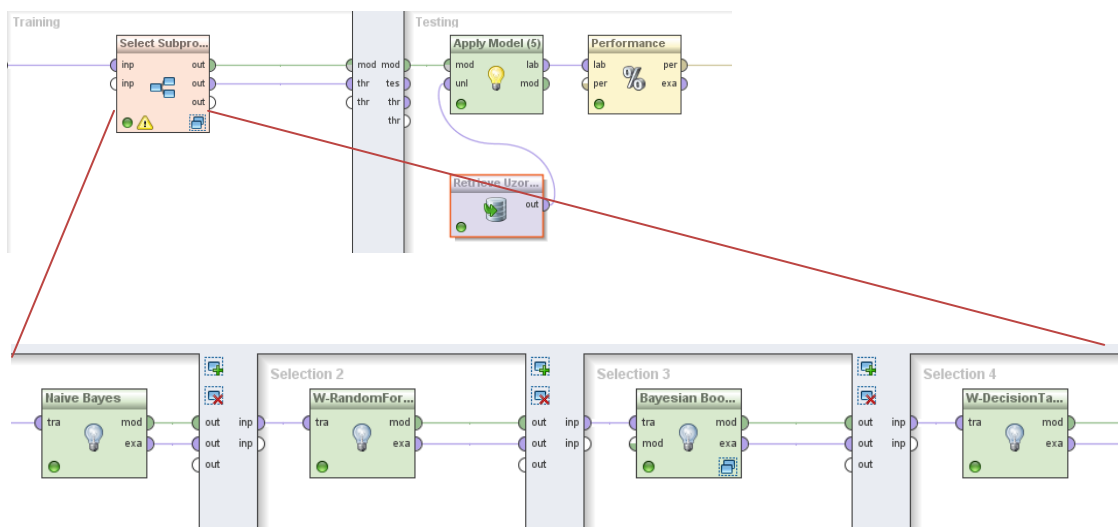 Training
Testing
Select Subpro...
Apply Model (5)
Performance
inp out
inp out
out
mod mod
thr tes
thr thr
thr
mod lab
unl mod
lab per
per exa
%
Retrieve Uzor...
out
Selection 2
Selection 3
Selection 4
Naive Bayes
W-RandomFor...
Bayesian Boo...
W-DecisionTa...
tra mod
exa
out inp
out inp
out
tra mod
exa
out inp
out inp
out
tra mod
mod exa
out inp
out inp
out
tra mod
exa